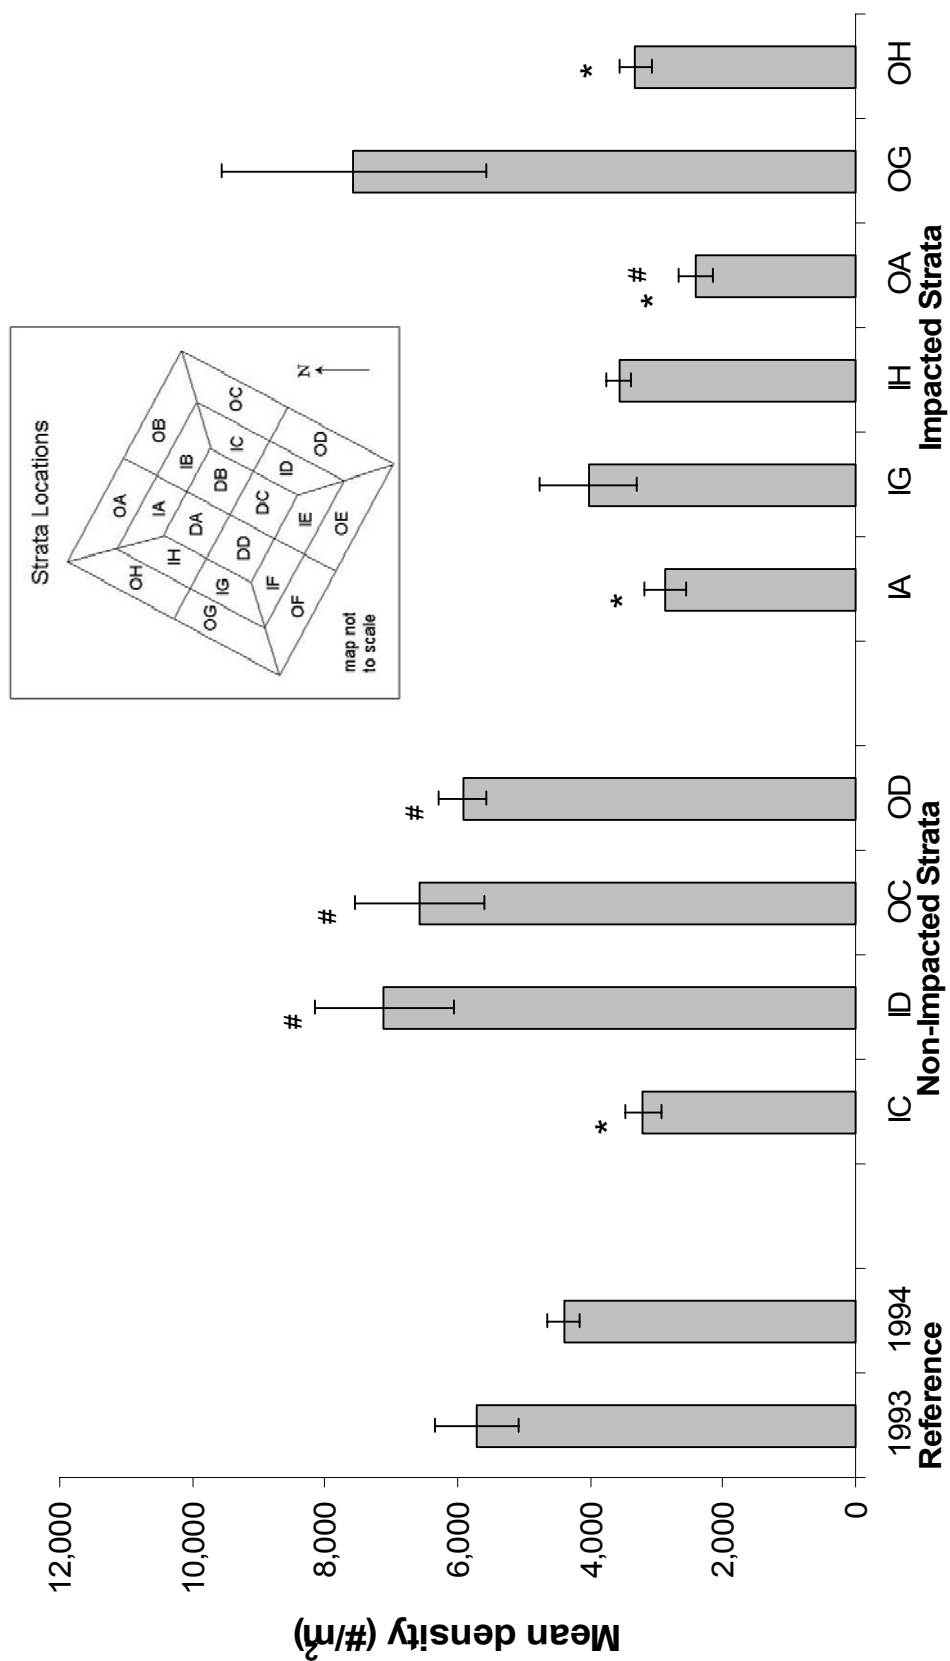 Strata Locations
OA
OB
OH
IA
IB
OC
IH
DA
DB
IC
OG
IG
DD
DC
ID
OD
IF
IE
OF
OE
N
map not
to scale
Mean density (#/m2)
12,000
10,000
8,000
6,000
4,000
2,000
0
*
#
#
#
*
* #
*
1993 1994 IC ID OC OD IA IG IH OA OG OH
Reference Non-Impacted Strata Impacted Strata